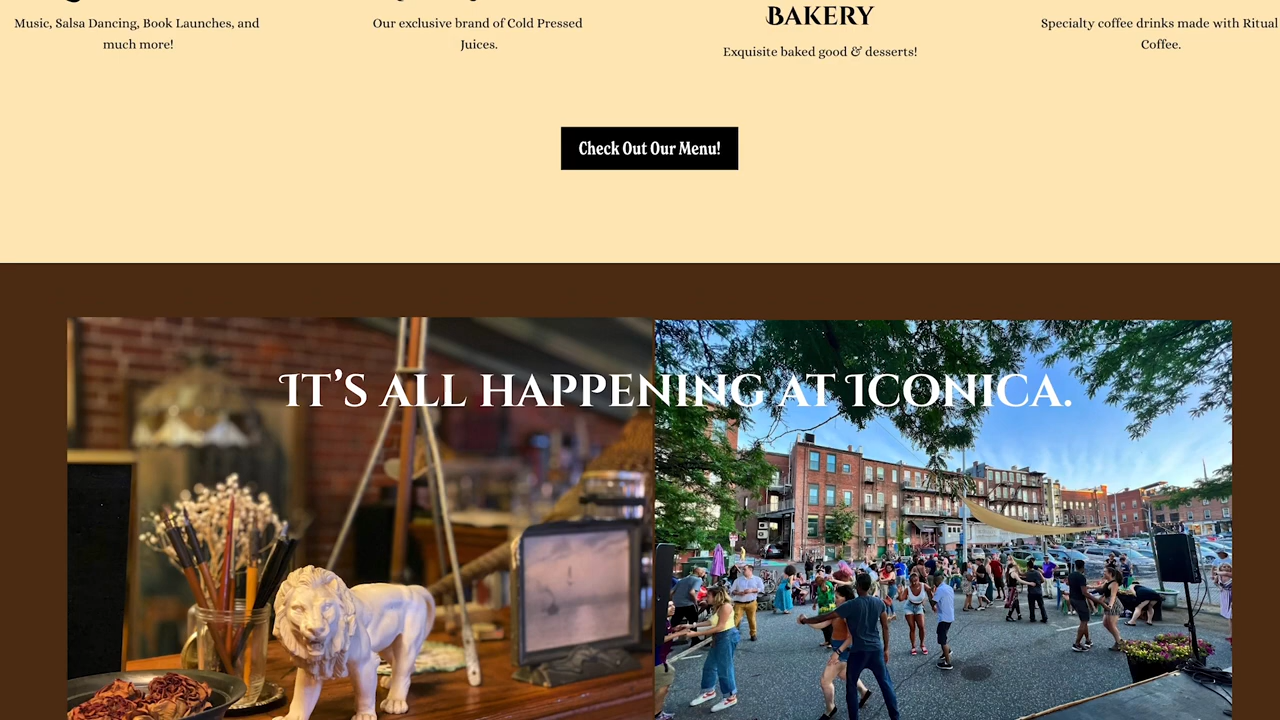 Music, Salsa Dancing, Book Launches, and
much more!
Our exclusive brand of Cold Pressed
Juices.
Bakery
Exquisite baked good & desserts!
Specialty coffee drinks made with Ritual
Coffee.
Check Out Our Menu!
It’s all happening at Iconica.